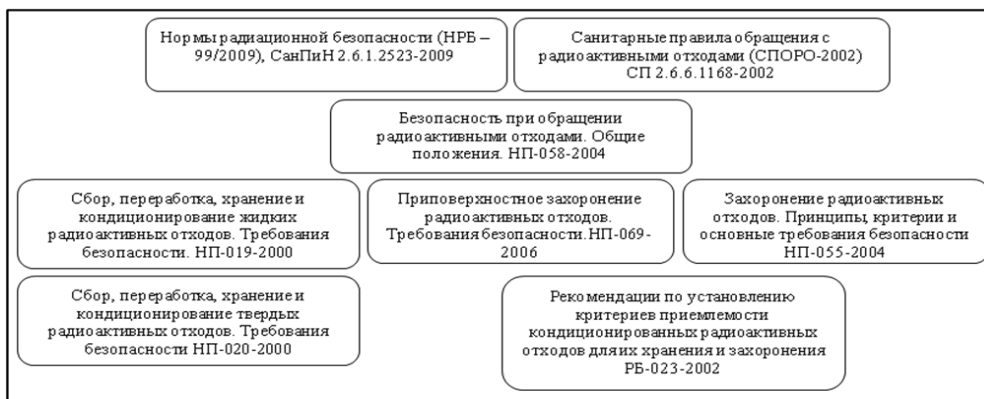 Нормы радиационной безопасности (НРБ –
99/2009), СанПиН 2.6.1.2523-2009
Санитарные правила обращения с
радиоактивными отходами (СПОРО-2002)
СП 2.6.6.1168-2002
Безопасность при обращении
радиоактивными отходами. Общие
положения. НП-058-2004
Сбор, переработка, хранение и
кондиционирование жидких
радиоактивных отходов. Требования
безопасности. НП-019-2000
Приповерхностное захоронение
радиоактивных отходов.
Требования безопасности. НП-069-
2006
Захоронение радиоактивных
отходов. Принципы, критерии и
основные требования безопасности
НП-055-2004
Сбор, переработка, хранение и
кондиционирование твердых
радиоактивных отходов. Требования
безопасности НП-020-2000
Рекомендации по установлению
критериев приемлемости
кондиционированных радиоактивных
отходов для их хранения и захоронения
РБ-023-2002